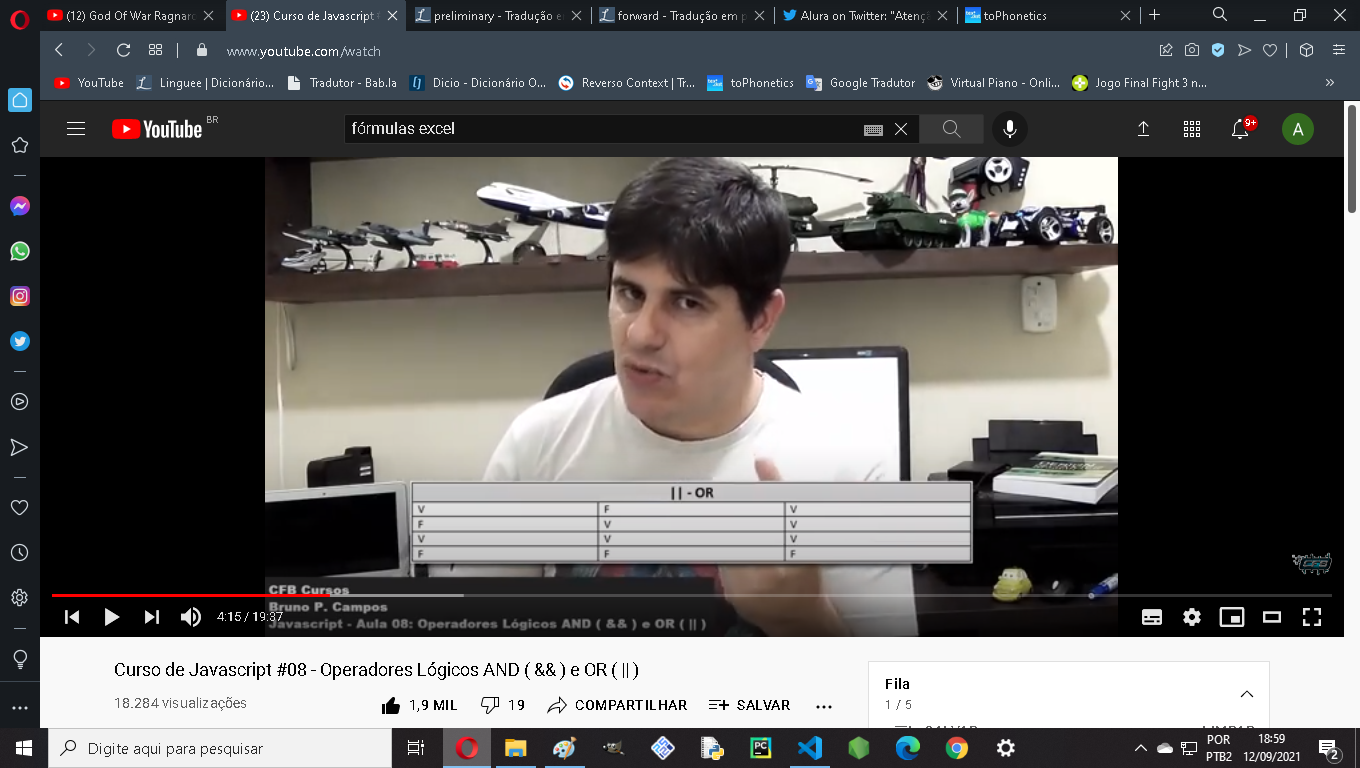 (12) God Of War Ragnaro
(23) Curso de Javascript #
preliminary - Tradução e
forward - Tradução em p
Alura on Twitter: "Atenç
toPhonetics
www.youtube.com/watch
YouTube
Linguee | Dicionário...
Tradutor - Bab.la
Dicio - Dicionário O...
Reverso Context | Tr...
toPhonetics
Google Tradutor
Virtual Piano - Onli...
Jogo Final Fight 3 n...
YouTube BR
fórmulas excel
9+
A
|| - OR
V F V
F V V
V V V
F F F
CFB Cursos
Bruno P. Campos
Javascript - Aula 08: Operadores Lógicos AND ( && ) e OR ( || )
4:15 / 19:37
Curso de Javascript #08 - Operadores Lógicos AND ( && ) e OR ( || )
18.284 visualizações
1,9 MIL
19
COMPARTILHAR
SALVAR
Fila
1 / 5
Digite aqui para pesquisar
POR
PTB2
18:59
12/09/2021
2